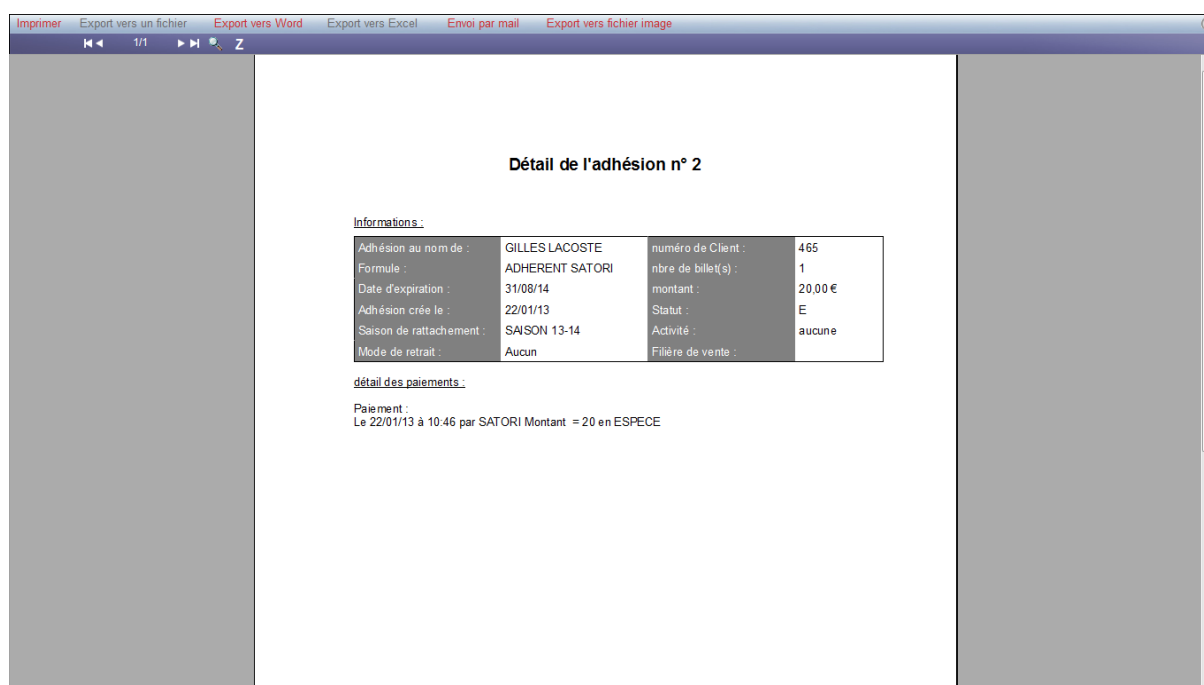 Imprimer Export vers un fichier Export vers Word Export vers Excel Envoi par mail Export vers fichier image
1/1 Z
Détail de l'adhésion n° 2
Informations :
Adhésion au nom de : GILLES LACOSTE numéro de Client : 465
Formule : ADHERENT SATORI nbre de billet(s) : 1
Date d'expiration : 31/08/14 montant : 20,00 €
Adhésion crée le : 22/01/13 Statut : E
Saison de rattachement : SAISON 13-14 Activité : aucune
Mode de retrait : Aucun Filière de vente :
détail des paiements :
Paiement :
Le 22/01/13 à 10:46 par SATORI Montant = 20 en ESPECE